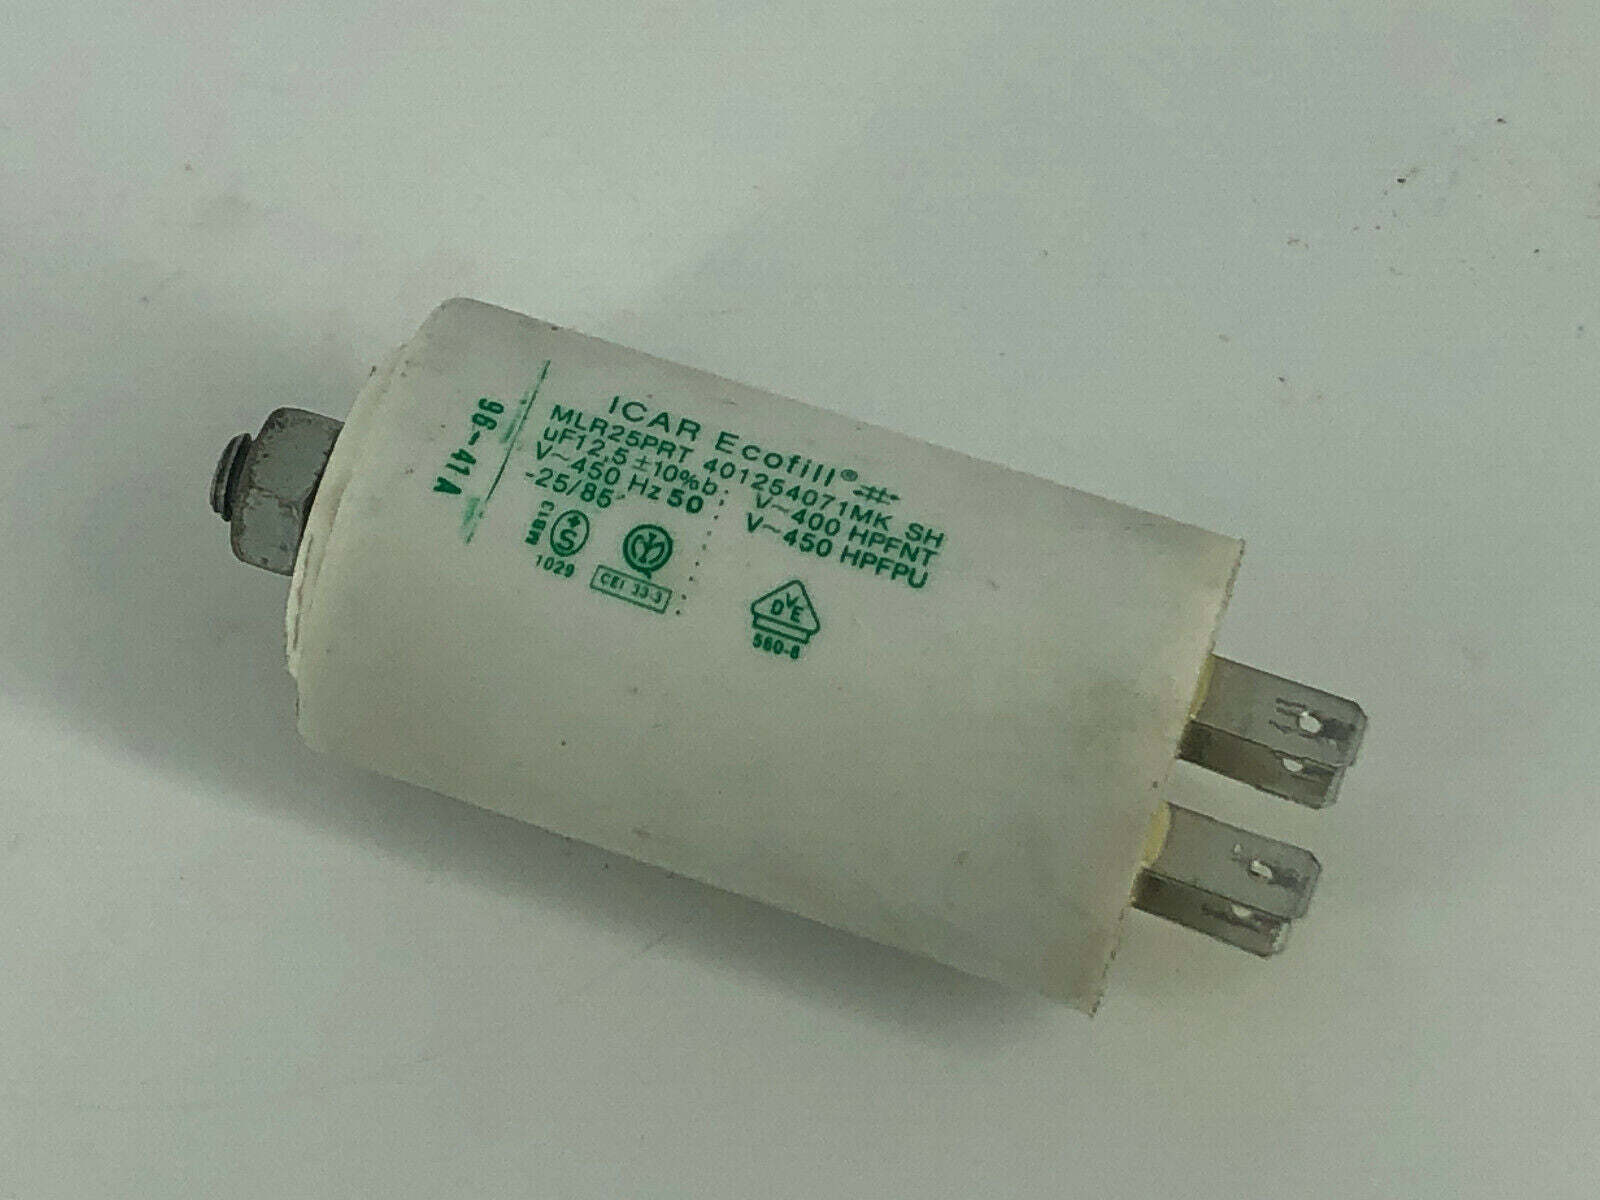 ICAR Ecofill®
MLR25PRT 401254071MK SH
uF12,5 ±10%b V~400 HPFNT
V~450 Hz 50 V~450 HPFPU
-25/85
96-41A
S
1029
CEI 33-3
DVE
560-8